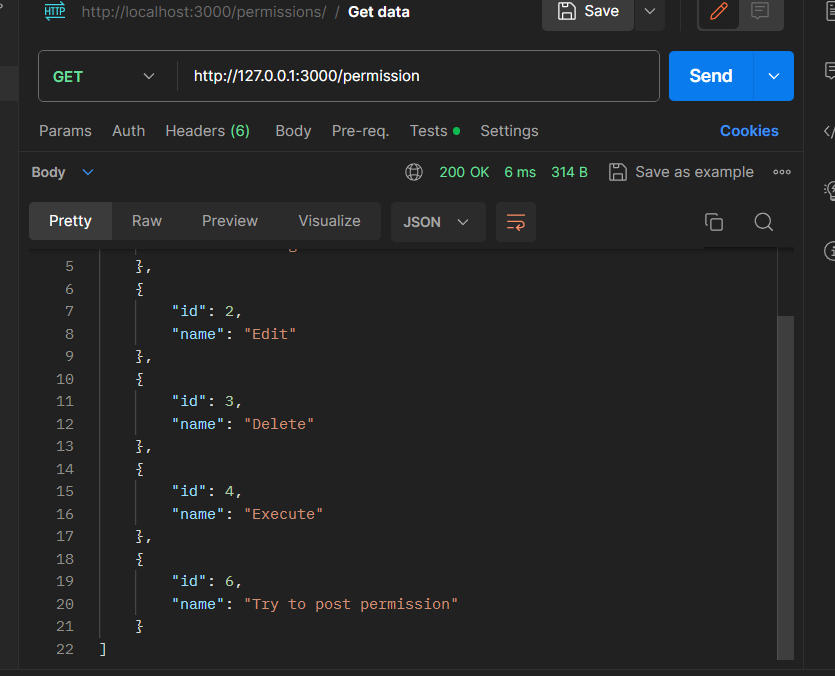 HTTP http://localhost:3000/permissions/ / Get data Save
GET http://127.0.0.1:3000/permission Send
Params Auth Headers (6) Body Pre-req. Tests Settings Cookies
Body 200 OK 6 ms 314 B Save as example
Pretty Raw Preview Visualize JSON
5 },
6 {
7 "id": 2,
8 "name": "Edit"
9 },
10 {
11 "id": 3,
12 "name": "Delete"
13 },
14 {
15 "id": 4,
16 "name": "Execute"
17 },
18 {
19 "id": 6,
20 "name": "Try to post permission"
21 }
22 ]